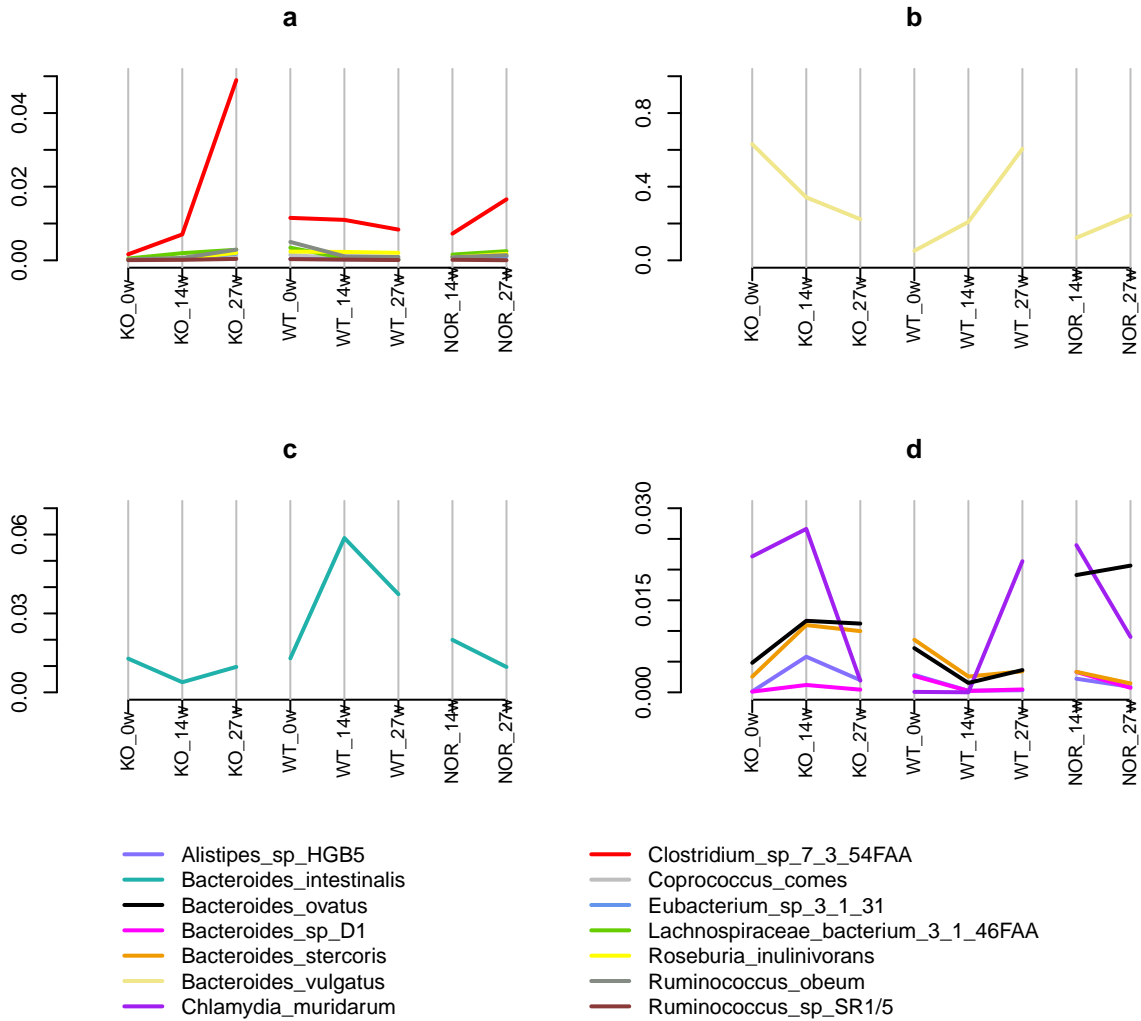 a
0.00 0.02 0.04
KO_0w KO_14w KO_27w WT_0w WT_14w WT_27w NOR_14w NOR_27w
b
0.0 0.4 0.8
KO_0w KO_14w KO_27w WT_0w WT_14w WT_27w NOR_14w NOR_27w
c
0.00 0.03 0.06
KO_0w KO_14w KO_27w WT_0w WT_14w WT_27w NOR_14w NOR_27w
d
0.000 0.015 0.030
KO_0w KO_14w KO_27w WT_0w WT_14w WT_27w NOR_14w NOR_27w
Alistipes_sp_HGB5
Bacteroides_intestinalis
Bacteroides_ovatus
Bacteroides_sp_D1
Bacteroides_stercoris
Bacteroides_vulgatus
Chlamydia_muridarum
Clostridium_sp_7_3_54FAA
Coprococcus_comes
Eubacterium_sp_3_1_31
Lachnospiraceae_bacterium_3_1_46FAA
Roseburia_inulinivorans
Ruminococcus_obeum
Ruminococcus_sp_SR1/5